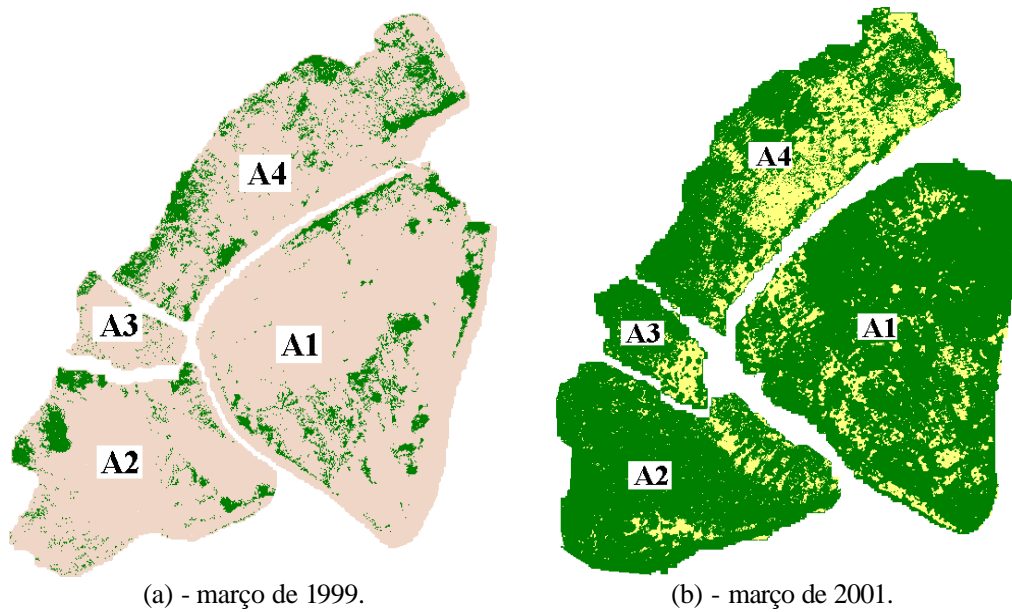 A4
A3
A1
A2
A4
A3
A1
A2
(a) - março de 1999.
(b) - março de 2001.